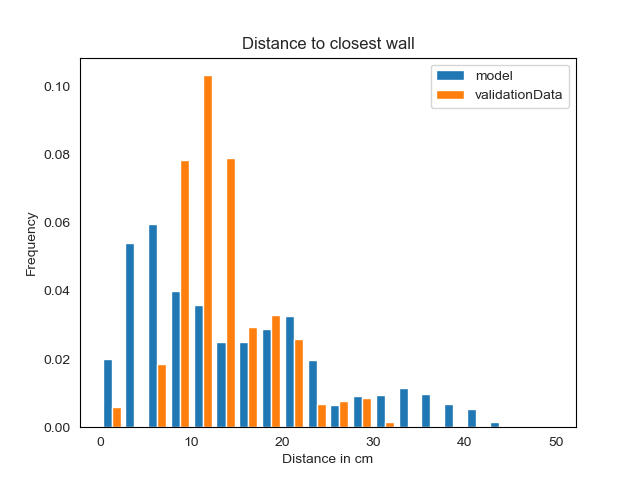 Distance to closest wall
model
validationData
Frequency
0.10
0.08
0.06
0.04
0.02
0.00
0 10 20 30 40 50
Distance in cm